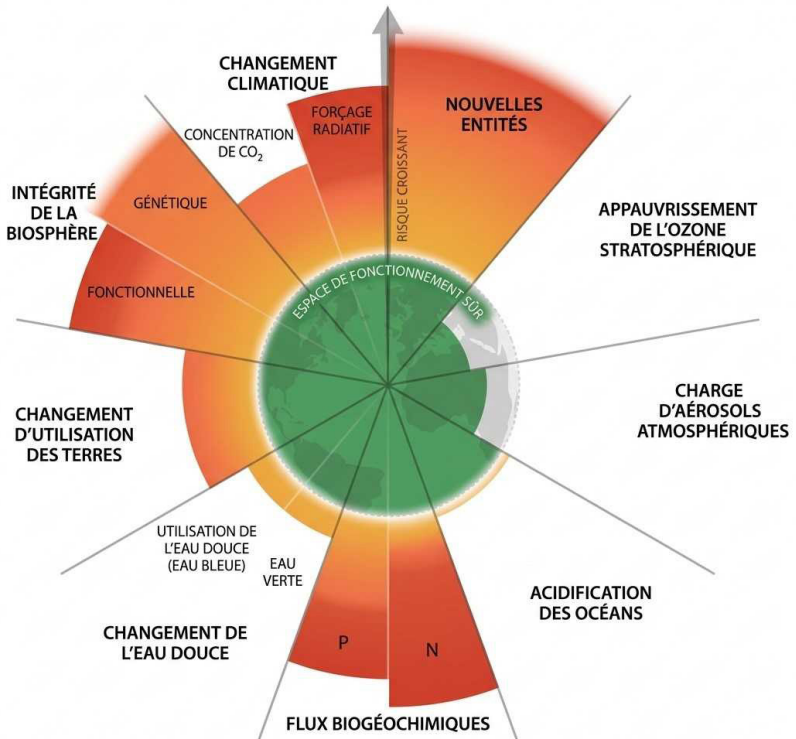 CHANGEMENT
CLIMATIQUE
FORÇAGE
RADIATIF
CONCENTRATION
DE CO₂
RISQUE CROISSANT
NOUVELLES
ENTITÉS
INTÉGRITÉ
DE LA
BIOSPHÈRE
GÉNÉTIQUE
FONCTIONNELLE
APPAUVRISSEMENT
DE L'OZONE
STRATOSPHÉRIQUE
ESPACE DE FONCTIONNEMENT SÛR
CHANGEMENT
D'UTILISATION
DES TERRES
CHARGE
D'AÉROSOLS
ATMOSPHÉRIQUES
UTILISATION DE
L'EAU DOUCE
(EAU BLEUE)
EAU
VERTE
ACIDIFICATION
DES OCÉANS
CHANGEMENT DE
L'EAU DOUCE
P
N
FLUX BIOGÉOCHIMIQUES